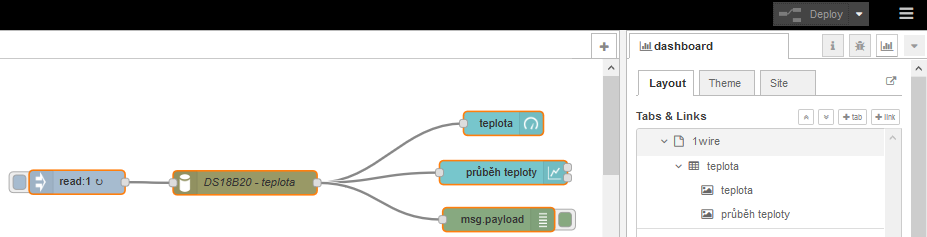 Deploy
dashboard
Layout
Theme
Site
Tabs & Links
tab
link
1wire
teplota
teplota
průběh teploty
teplota
read:1 ↻
DS18B20 - teplota
průběh teploty
msg.payload